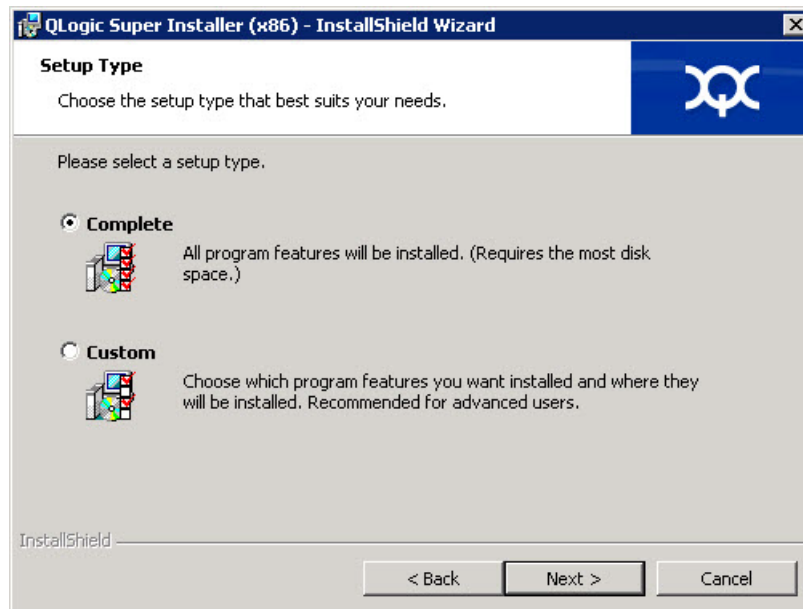 QLogic Super Installer (x86) - InstallShield Wizard
Setup Type
Choose the setup type that best suits your needs.
Please select a setup type.
Complete
All program features will be installed. (Requires the most disk
space.)
Custom
Choose which program features you want installed and where they
will be installed. Recommended for advanced users.
InstallShield
< Back
Next >
Cancel